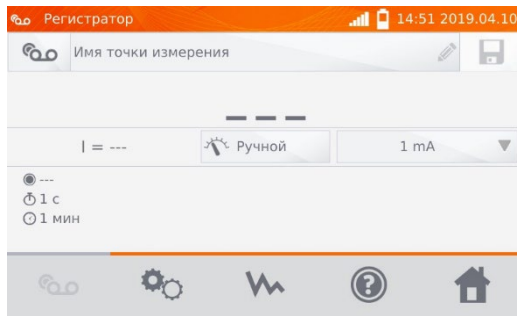 Регистратор 14:51 2019.04.10
Имя точки измерения
---
I = --- Ручной 1 mA
---
1 с
1 мин